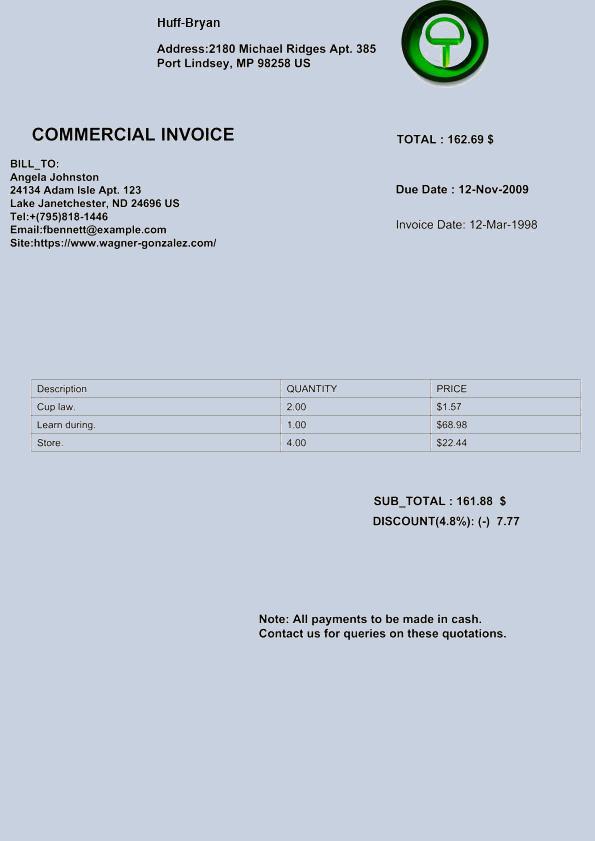 Huff-Bryan
Address:2180 Michael Ridges Apt. 385
Port Lindsey, MP 98258 US
COMMERCIAL INVOICE
TOTAL : 162.69 $
BILL_TO:
Angela Johnston
24134 Adam Isle Apt. 123
Lake Janetchester, ND 24696 US
Tel:+(795)818-1446
Email:fbennett@example.com
Site:https://www.wagner-gonzalez.com/
Due Date : 12-Nov-2009
Invoice Date: 12-Mar-1998
Description QUANTITY PRICE
Cup law. 2.00 $1.57
Learn during. 1.00 $68.98
Store. 4.00 $22.44
SUB_TOTAL : 161.88 $
DISCOUNT(4.8%): (-) 7.77
Note: All payments to be made in cash.
Contact us for queries on these quotations.